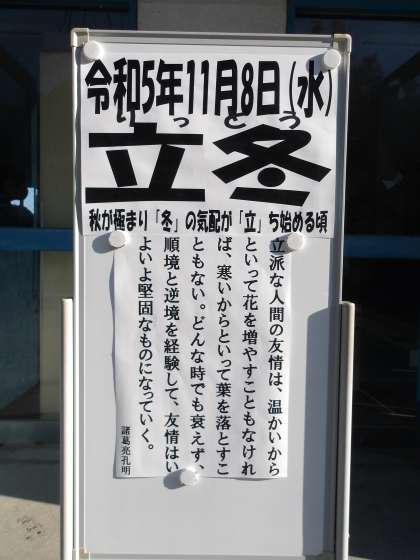 令和5年11月8日(水)
りっとう
立冬
秋が極まり「冬」の気配が「立」ち始める頃
立派な人間の友情は、温かいから
といって花を増やすこともなけれ
ば、寒いからといって葉を落とすこ
ともない。どんな時でも衰えず、
順境と逆境を経験して、友情はい
よいよ堅固なものになっていく。
諸葛亮孔明